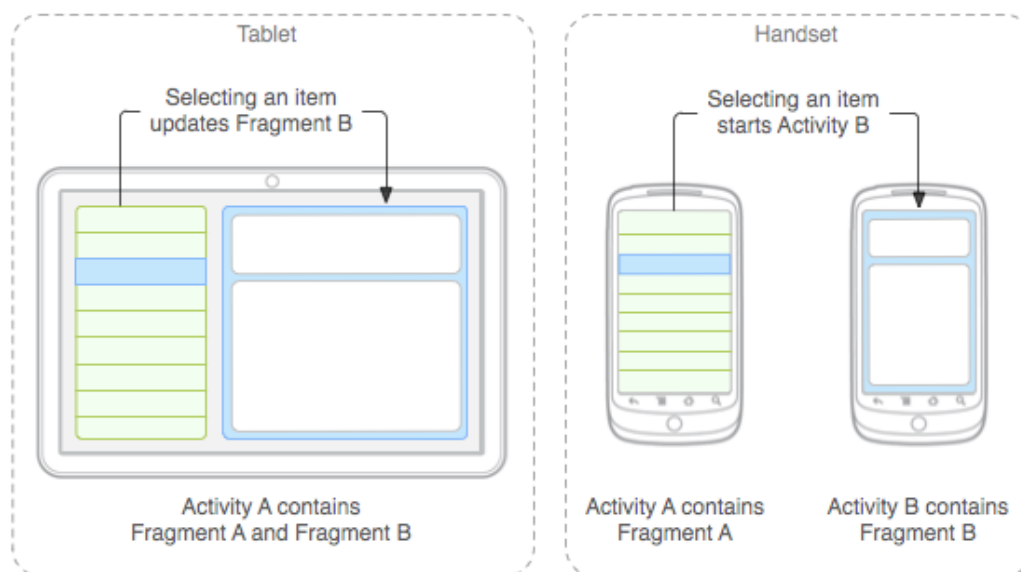 Tablet
Selecting an item
updates Fragment B
Activity A contains
Fragment A and Fragment B
Handset
Selecting an item
starts Activity B
Activity A contains
Fragment A
Activity B contains
Fragment B